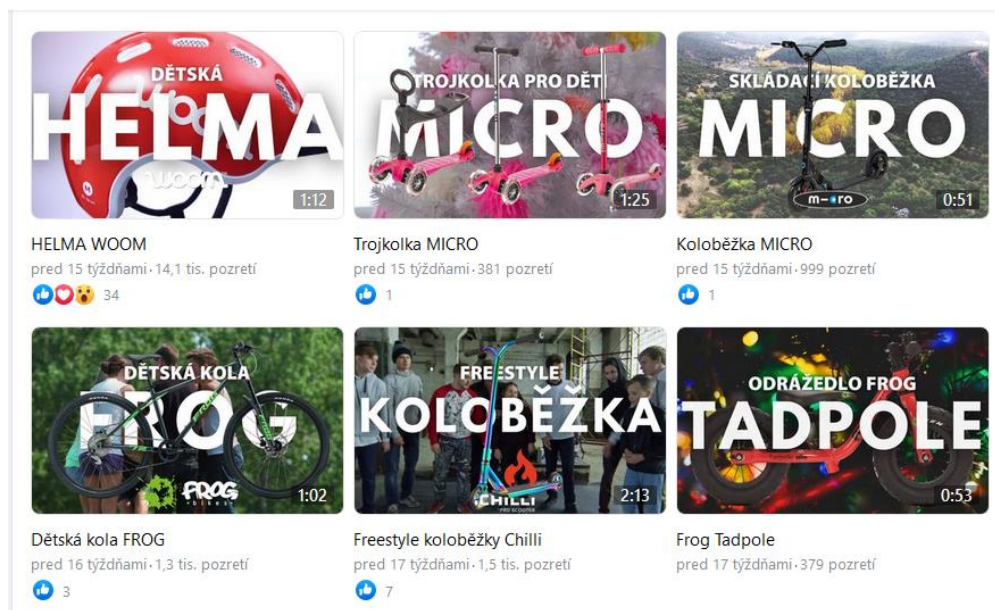 DĚTSKÁ
HELMA
woom
1:12
TROJKOLKA PRO DĚTI
MICRO
1:25
SKLÁDACÍ KOLOBĚŽKA
MICRO
m-cro
0:51
HELMA WOOM
pred 15 týždňami · 14,1 tis. pozretí
34
Trojkolka MICRO
pred 15 týždňami · 381 pozretí
1
Koloběžka MICRO
pred 15 týždňami · 999 pozretí
1
DĚTSKÁ KOLA
FROG
FROG
bikes
1:02
FREESTYLE
KOLOBĚŽKA
CHILLI
PRO SCOOTER
2:13
ODRÁŽEDLO FROG
TADPOLE
0:53
Dětská kola FROG
pred 16 týždňami · 1,3 tis. pozretí
3
Freestyle koloběžky Chilli
pred 17 týždňami · 1,5 tis. pozretí
7
Frog Tadpole
pred 17 týždňami · 379 pozretí